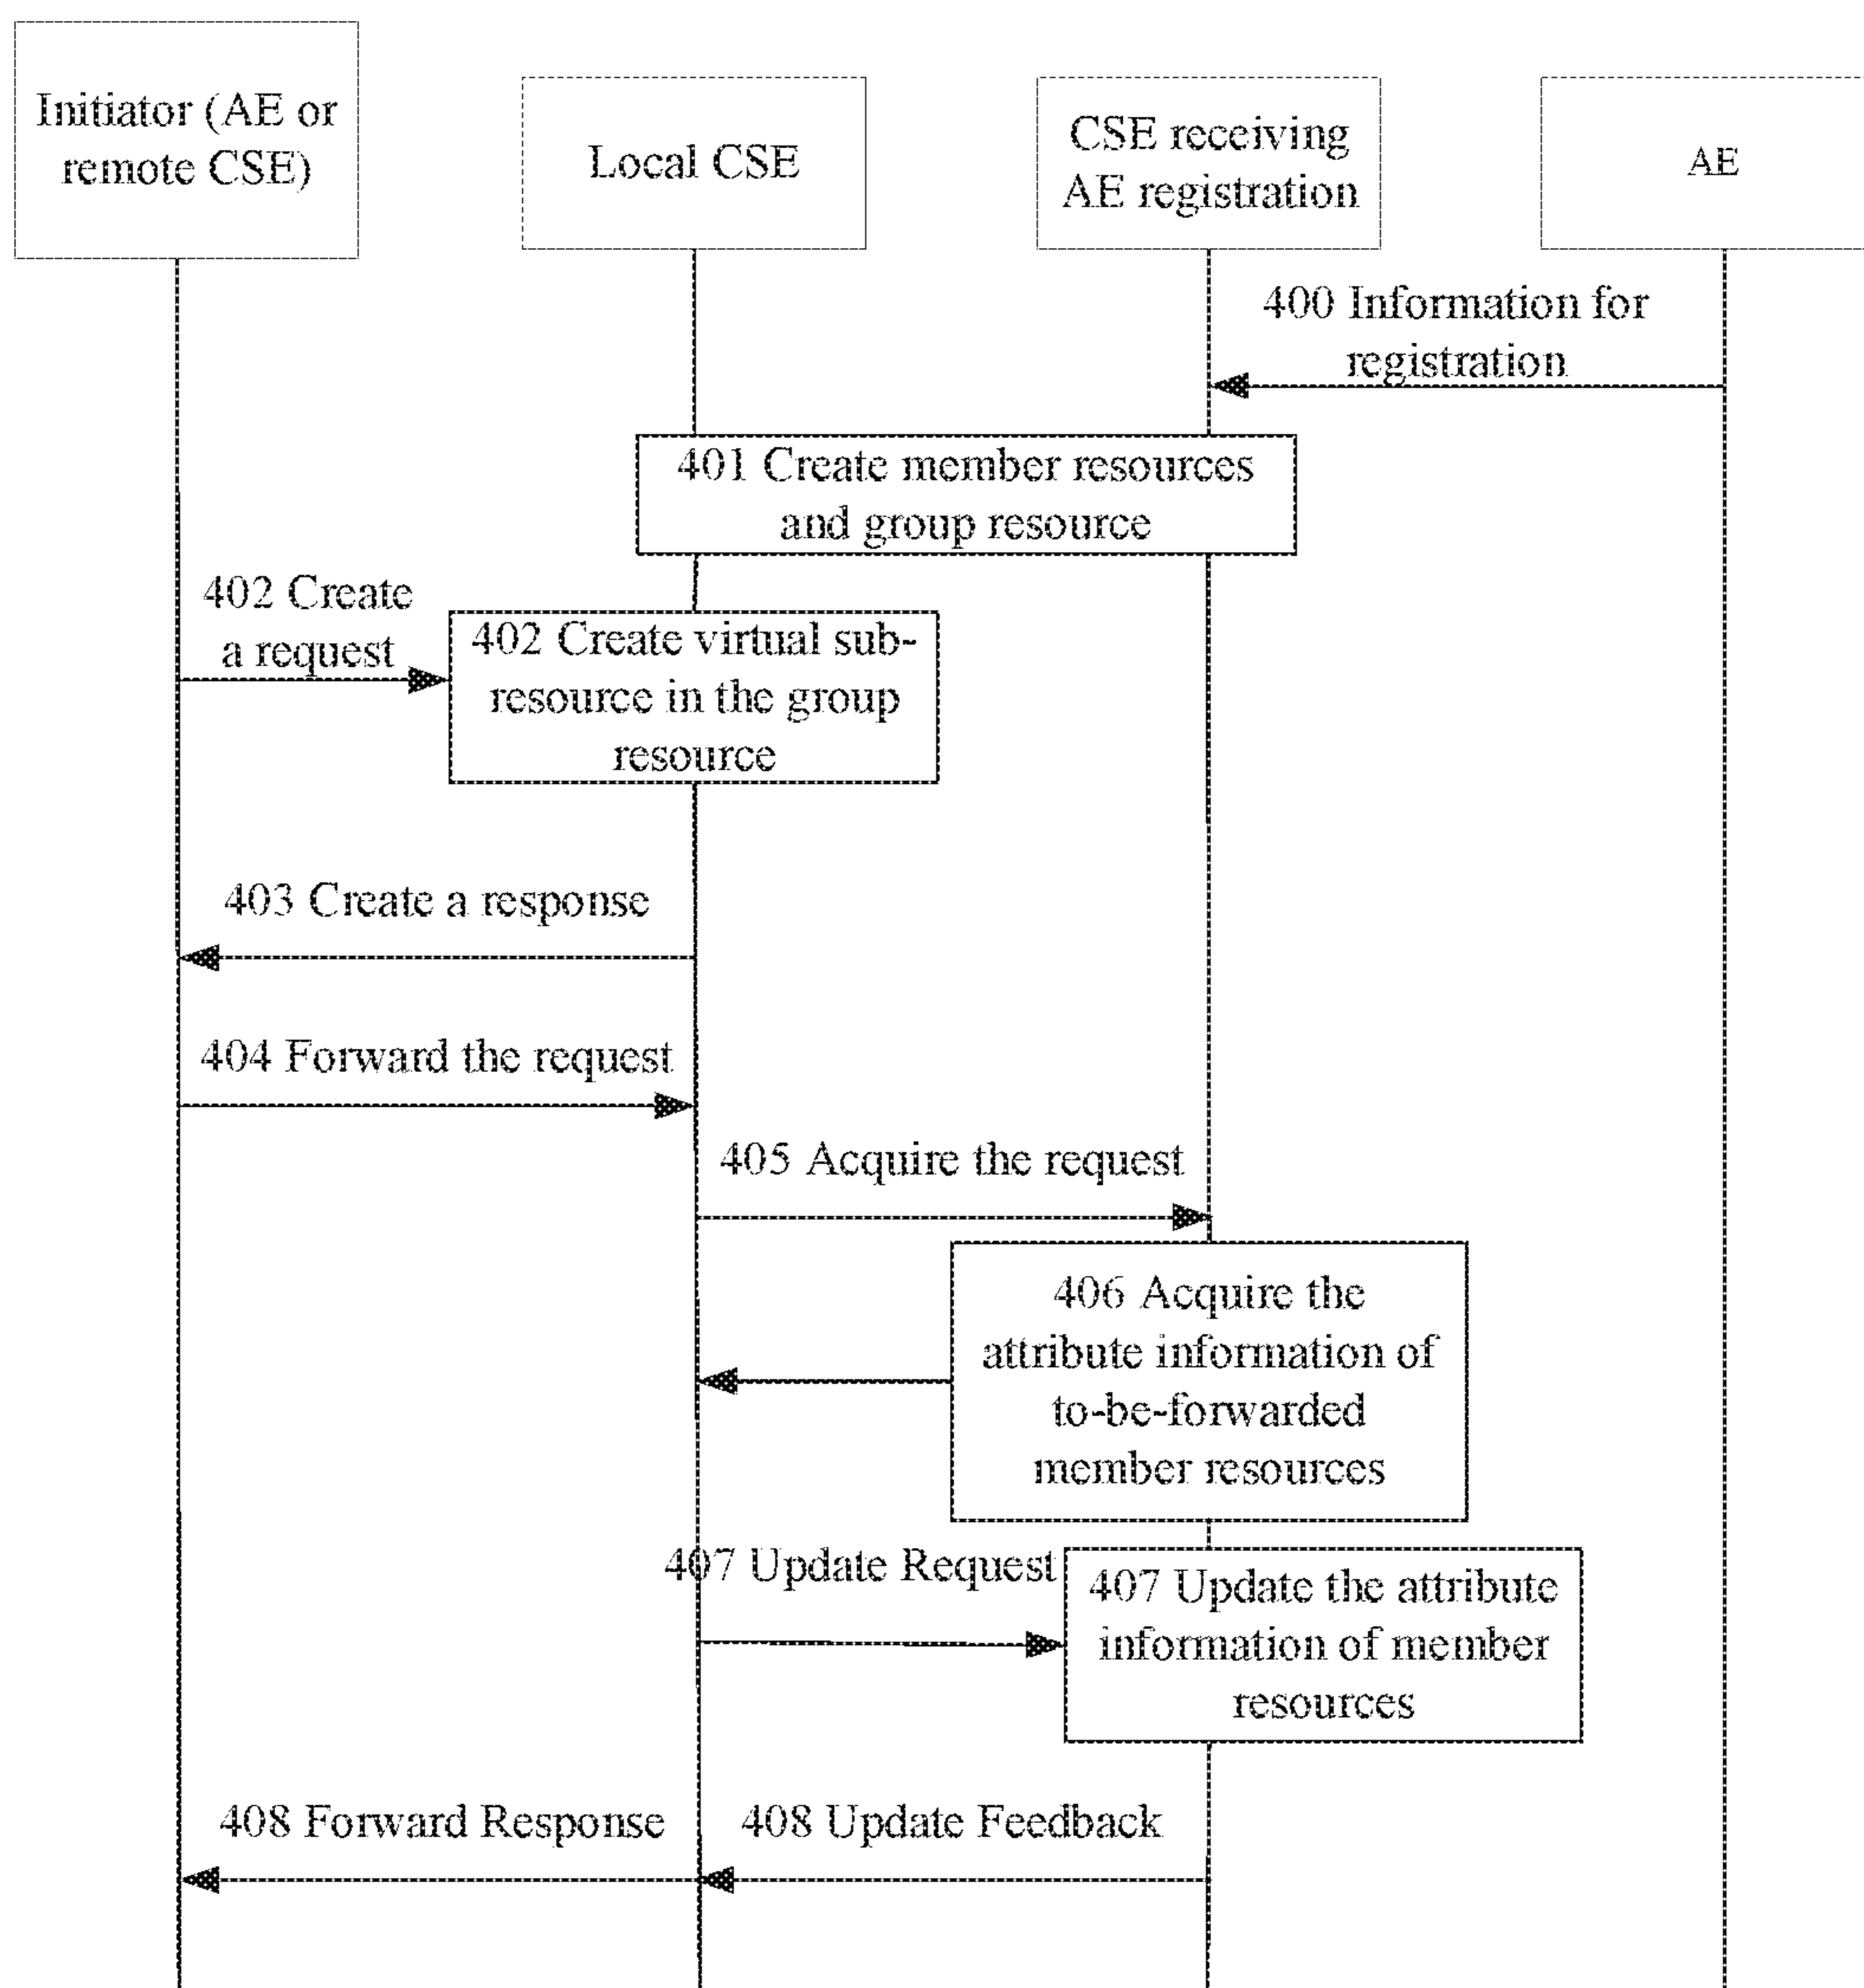 Initiator (AE or
remote CSE)
Local CSE
CSE receiving
AE registration
AE
400 Information for
registration
401 Create member resources
and group resource
402 Create
a request
402 Create virtual sub-
resource in the group
resource
403 Create a response
404 Forward the request
405 Acquire the request
406 Acquire the
attribute information of
to-be-forwarded
member resources
407 Update Request
407 Update the attribute
information of member
resources
408 Forward Response
408 Update Feedback